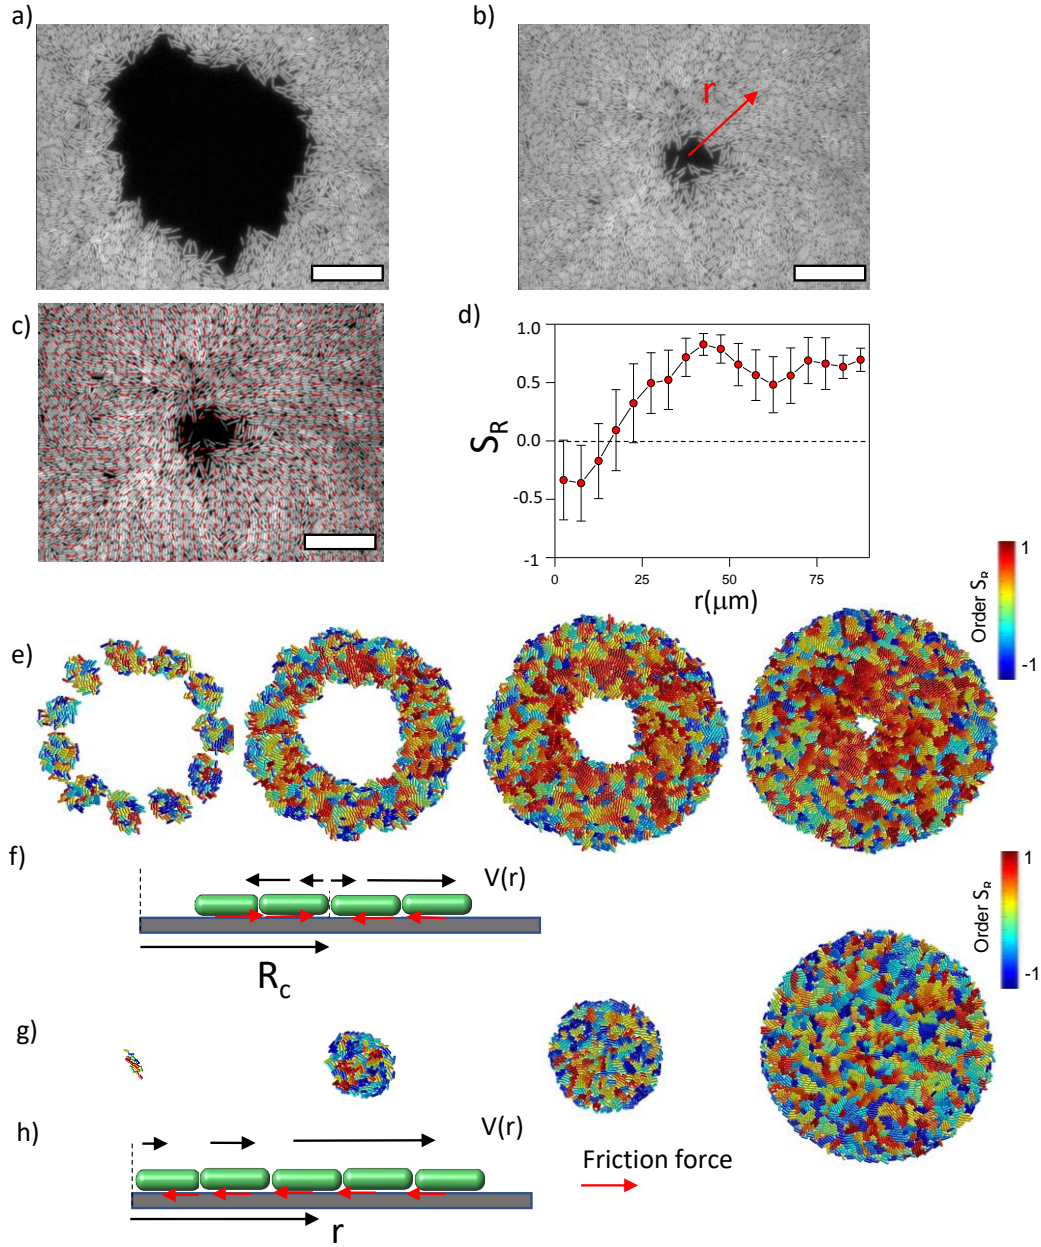 a)
b)
r
c)
d)
1.0
0.5
0.0
-0.5
-1
S_R
0
25
50
75
r(μm)
1
Order S_R
-1
e)
f)
V(r)
R_c
1
Order S_R
-1
g)
h)
V(r)
Friction force
r